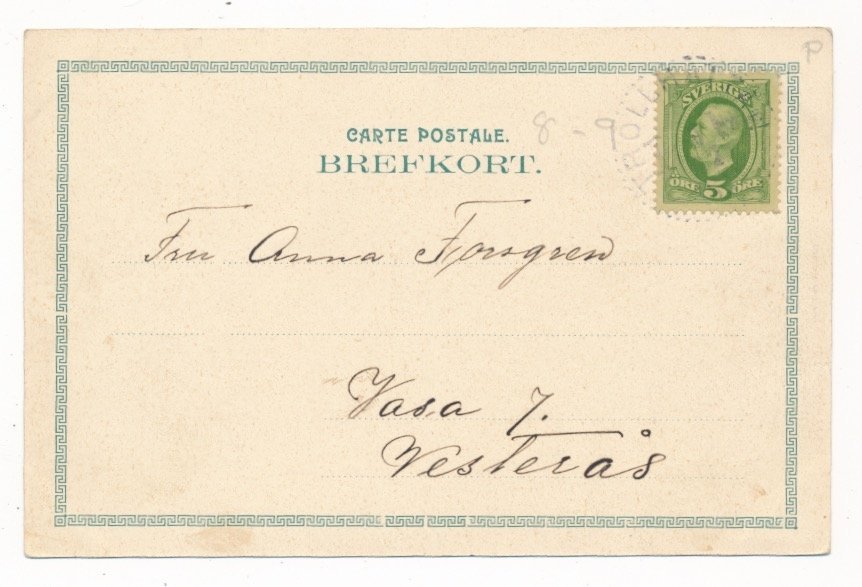 P
CARTE POSTALE.
BREFKORT.
8 - 9
SVERIGE
ÖRE 5 ÖRE
Fru Anna Forsgren
Vasa 7.
Vesterås